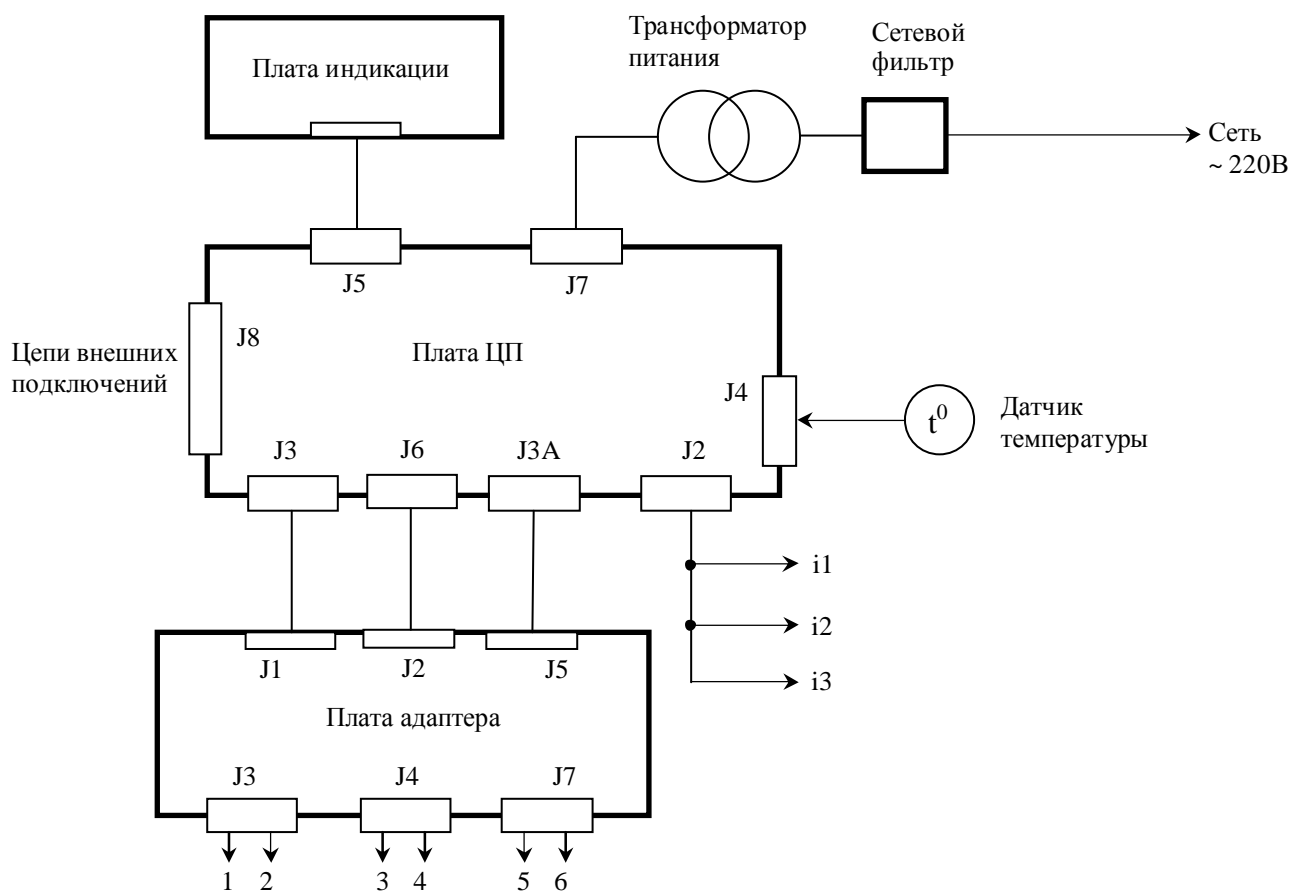 Трансформатор
питания
Сетевой
фильтр
Плата индикации
Сеть
~ 220В
J5
J7
Цепи внешних
подключений
J8
Плата ЦП
J4
t⁰
Датчик
температуры
J3
J6
J3A
J2
i1
i2
i3
J1
J2
J5
Плата адаптера
J3
J4
J7
1
2
3
4
5
6